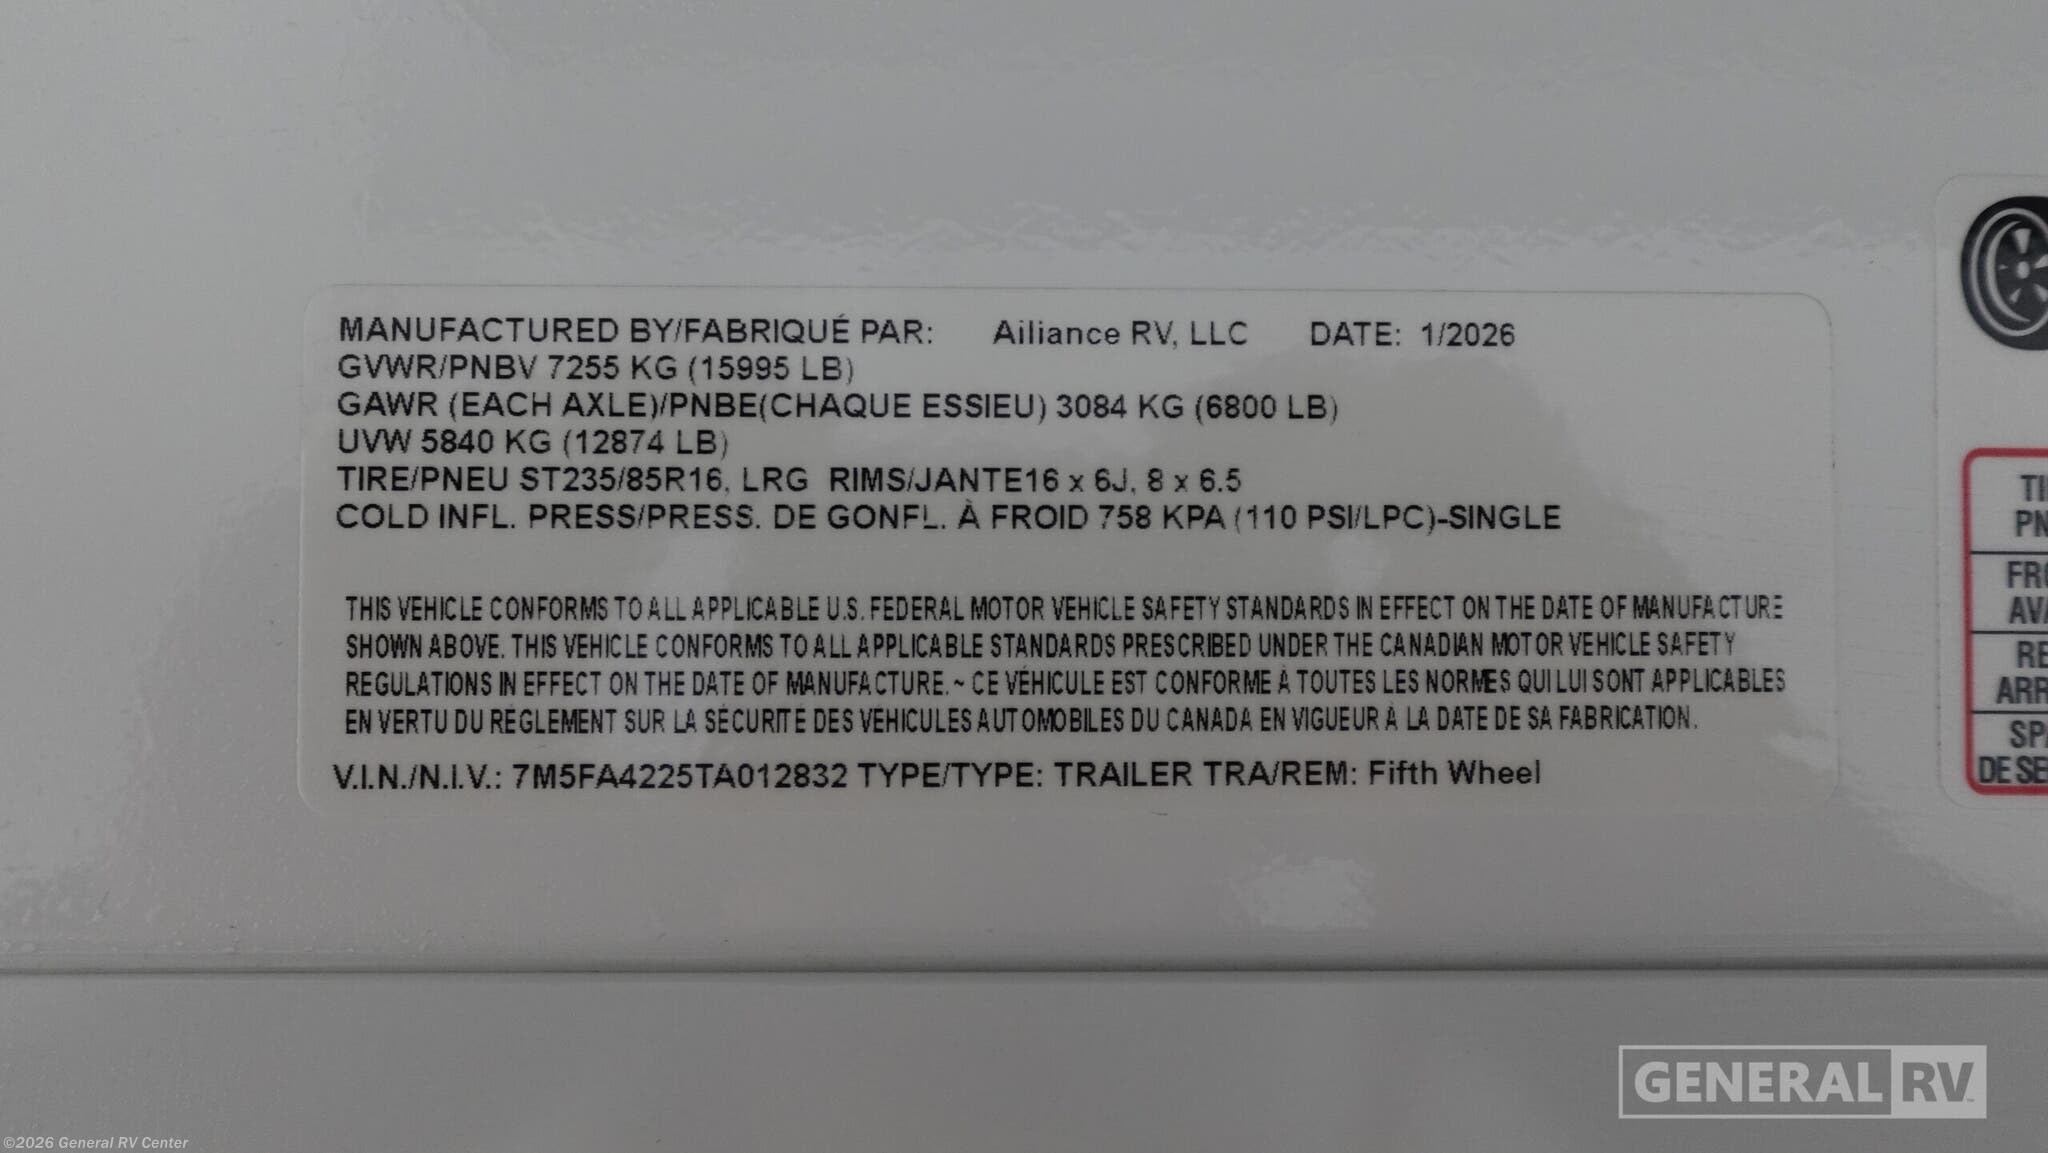 MANUFACTURED BY/FABRIQUÉ PAR: Ailiance RV, LLC DATE: 1/2026
GVWR/PNBV 7255 KG (15995 LB)
GAWR (EACH AXLE)/PNBE(CHAQUE ESSIEU) 3084 KG (6800 LB)
UVW 5840 KG (12874 LB)
TIRE/PNEU ST235/85R16, LRG RIMS/JANTE16 x 6J, 8 x 6.5
COLD INFL. PRESS/PRESS. DE GONFL. À FROID 758 KPA (110 PSI/LPC)-SINGLE
THIS VEHICLE CONFORMS TO ALL APPLICABLE U.S. FEDERAL MOTOR VEHICLE SAFETY STANDARDS IN EFFECT ON THE DATE OF MANUFACTURE
SHOWN ABOVE. THIS VEHICLE CONFORMS TO ALL APPLICABLE STANDARDS PRESCRIBED UNDER THE CANADIAN MOTOR VEHICLE SAFETY
REGULATIONS IN EFFECT ON THE DATE OF MANUFACTURE. ~ CE VÉHICULE EST CONFORME À TOUTES LES NORMES QUI LUI SONT APPLICABLES
EN VERTU DU RÈGLEMENT SUR LA SÉCURITÉ DES VÉHICULES AUTOMOBILES DU CANADA EN VIGUEUR À LA DATE DE SA FABRICATION.
V.I.N./N.I.V.: 7M5FA4225TA012832 TYPE/TYPE: TRAILER TRA/REM: Fifth Wheel
GENERAL RV
©2026 General RV Center